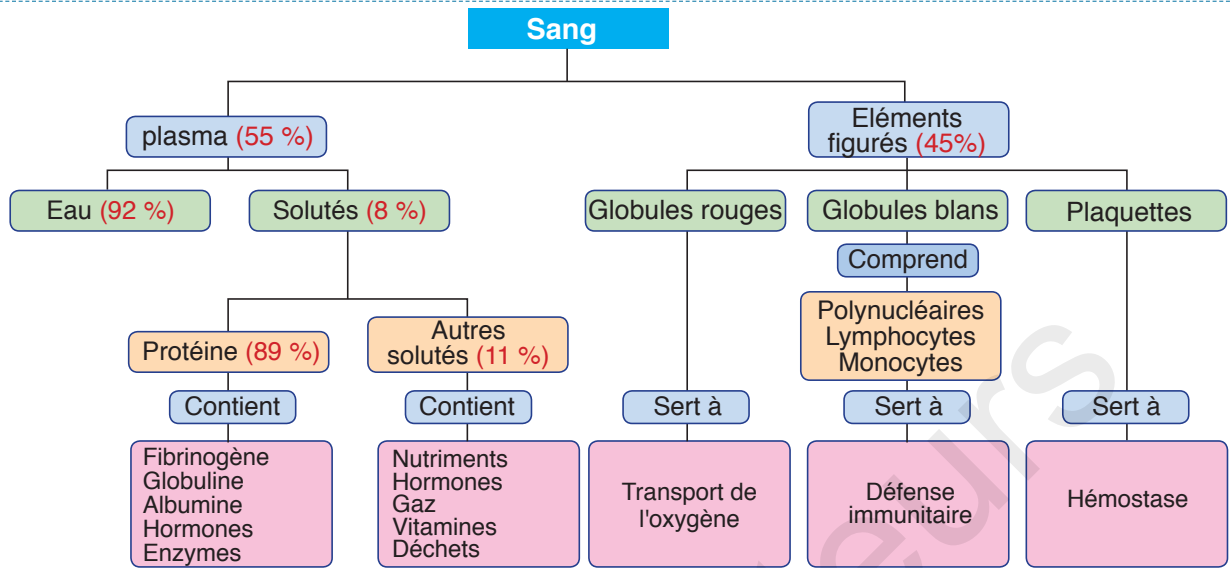 Sang
plasma (55 %)
Eléments
figurés (45%)
Eau (92 %)
Solutés (8 %)
Globules rouges
Globules blans
Plaquettes
Comprend
Polynucléaires
Lymphocytes
Monocytes
Protéine (89 %)
Autres
solutés (11 %)
Contient
Contient
Sert à
Sert à
Sert à
Fibrinogène
Globuline
Albumine
Hormones
Enzymes
Nutriments
Hormones
Gaz
Vitamines
Déchets
Transport de
l'oxygène
Défense
immunitaire
Hémostase
eurs